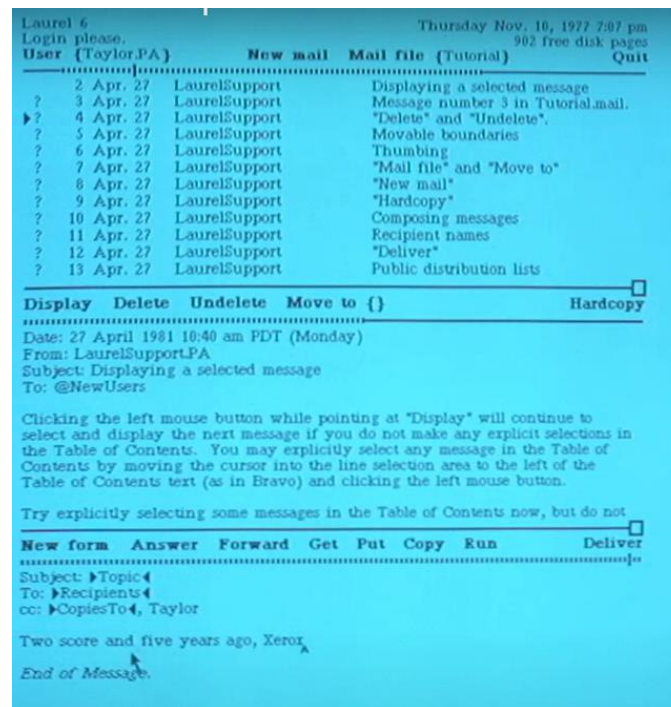 Laurel 6 Thursday Nov. 10, 1977 7:07 pm
Login please. 902 free disk pages
User {Taylor.PA} New mail Mail file {Tutorial} Quit
2 Apr. 27 LaurelSupport Displaying a selected message
? 3 Apr. 27 LaurelSupport Message number 3 in Tutorial.mail.
? 4 Apr. 27 LaurelSupport "Delete" and "Undelete".
? 5 Apr. 27 LaurelSupport Movable boundaries
? 6 Apr. 27 LaurelSupport Thumbing
? 7 Apr. 27 LaurelSupport "Mail file" and "Move to"
? 8 Apr. 27 LaurelSupport "New mail"
? 9 Apr. 27 LaurelSupport "Hardcopy"
? 10 Apr. 27 LaurelSupport Composing messages
? 11 Apr. 27 LaurelSupport Recipient names
? 12 Apr. 27 LaurelSupport "Deliver"
? 13 Apr. 27 LaurelSupport Public distribution lists
Display Delete Undelete Move to {} Hardcopy
Date: 27 April 1981 10:40 am PDT (Monday)
From: LaurelSupport.PA
Subject: Displaying a selected message
To: @NewUsers
Clicking the left mouse button while pointing at "Display" will continue to
select and display the next message if you do not make any explicit selections in
the Table of Contents. You may explicitly select any message in the Table of
Contents by moving the cursor into the line selection area to the left of the
Table of Contents text (as in Bravo) and clicking the left mouse button.
Try explicitly selecting some messages in the Table of Contents now, but do not
New form Answer Forward Get Put Copy Run Deliver
Subject: ▶Topic◀
To: ▶Recipients◀
cc: ▶CopiesTo◀, Taylor
Two score and five years ago, Xerox
End of Message.